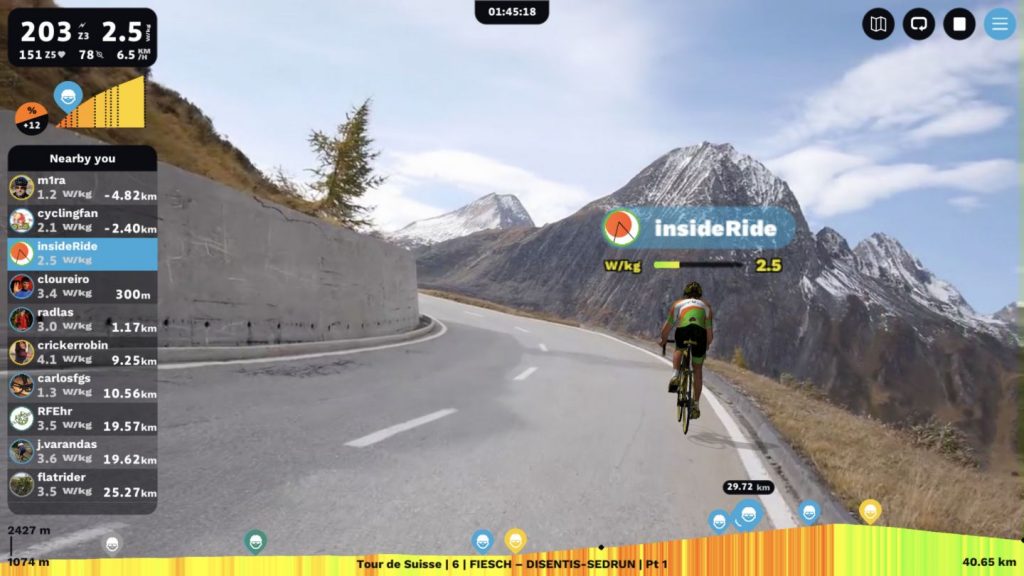 01:45:18
203 Z3 2.5 W/KG
151 Z5 78 6.5 KM/H
%
+12
Nearby you
m1ra
1.2 W/kg -4.82km
cyclingfan
2.1 W/kg -2.40km
insideRide
2.5 W/kg
cloureiro
3.4 W/kg 300m
radlas
3.0 W/kg 1.17km
crickerrobin
4.1 W/kg 9.25km
carlosfgs
1.3 W/kg 10.56km
RFEhr
3.5 W/kg 19.57km
j.varandas
3.6 W/kg 19.62km
flatrider
3.5 W/kg 25.27km
insideRide
W/kg 2.5
29.72 km
2427 m
1074 m
Tour de Suisse | 6 | FIESCH – DISENTIS-SEDRUN | Pt 1
40.65 km